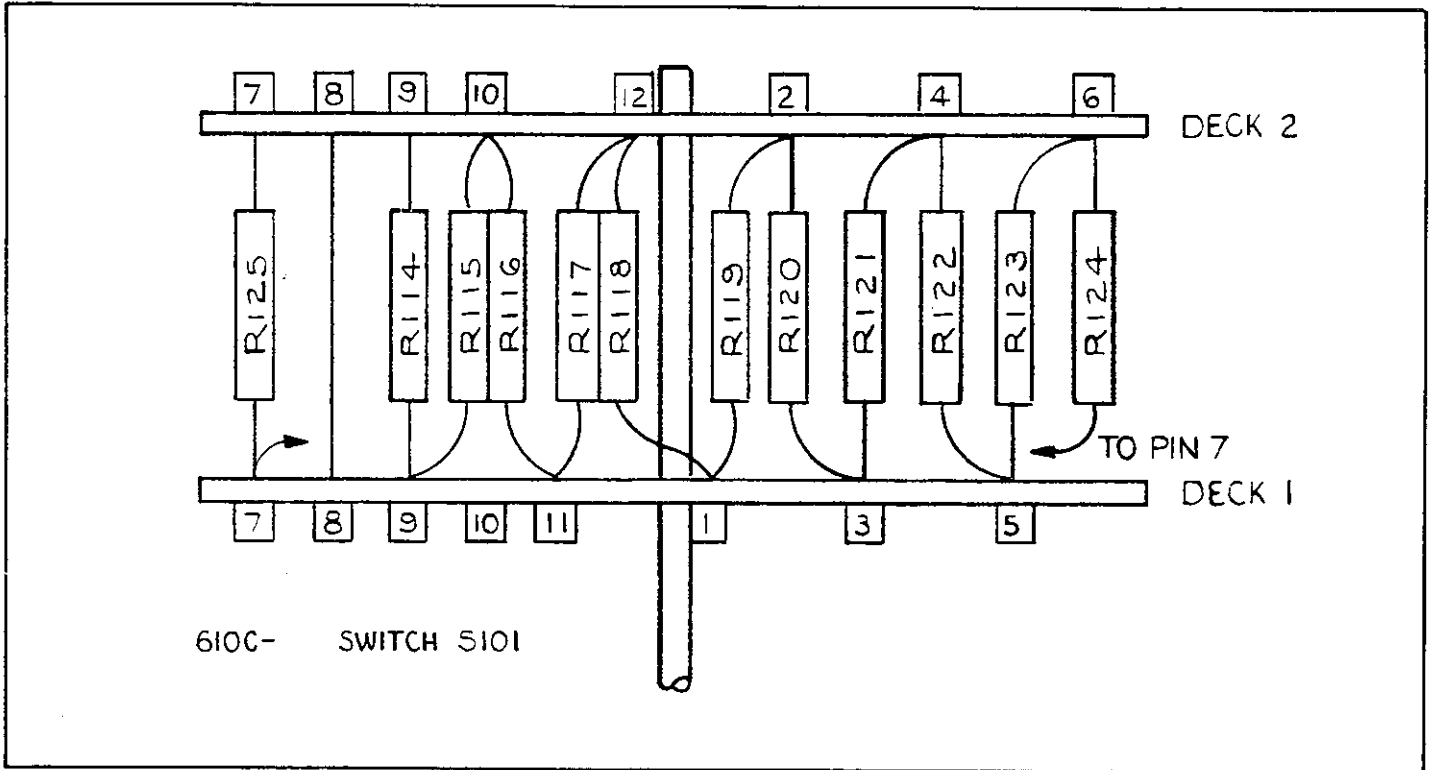 7 8 9 10 12 2 4 6
DECK 2
R125 R114 R115 R116 R117 R118 R119 R120 R121 R122 R123 R124
TO PIN 7
DECK 1
7 8 9 10 11 1 3 5
610C- SWITCH S101